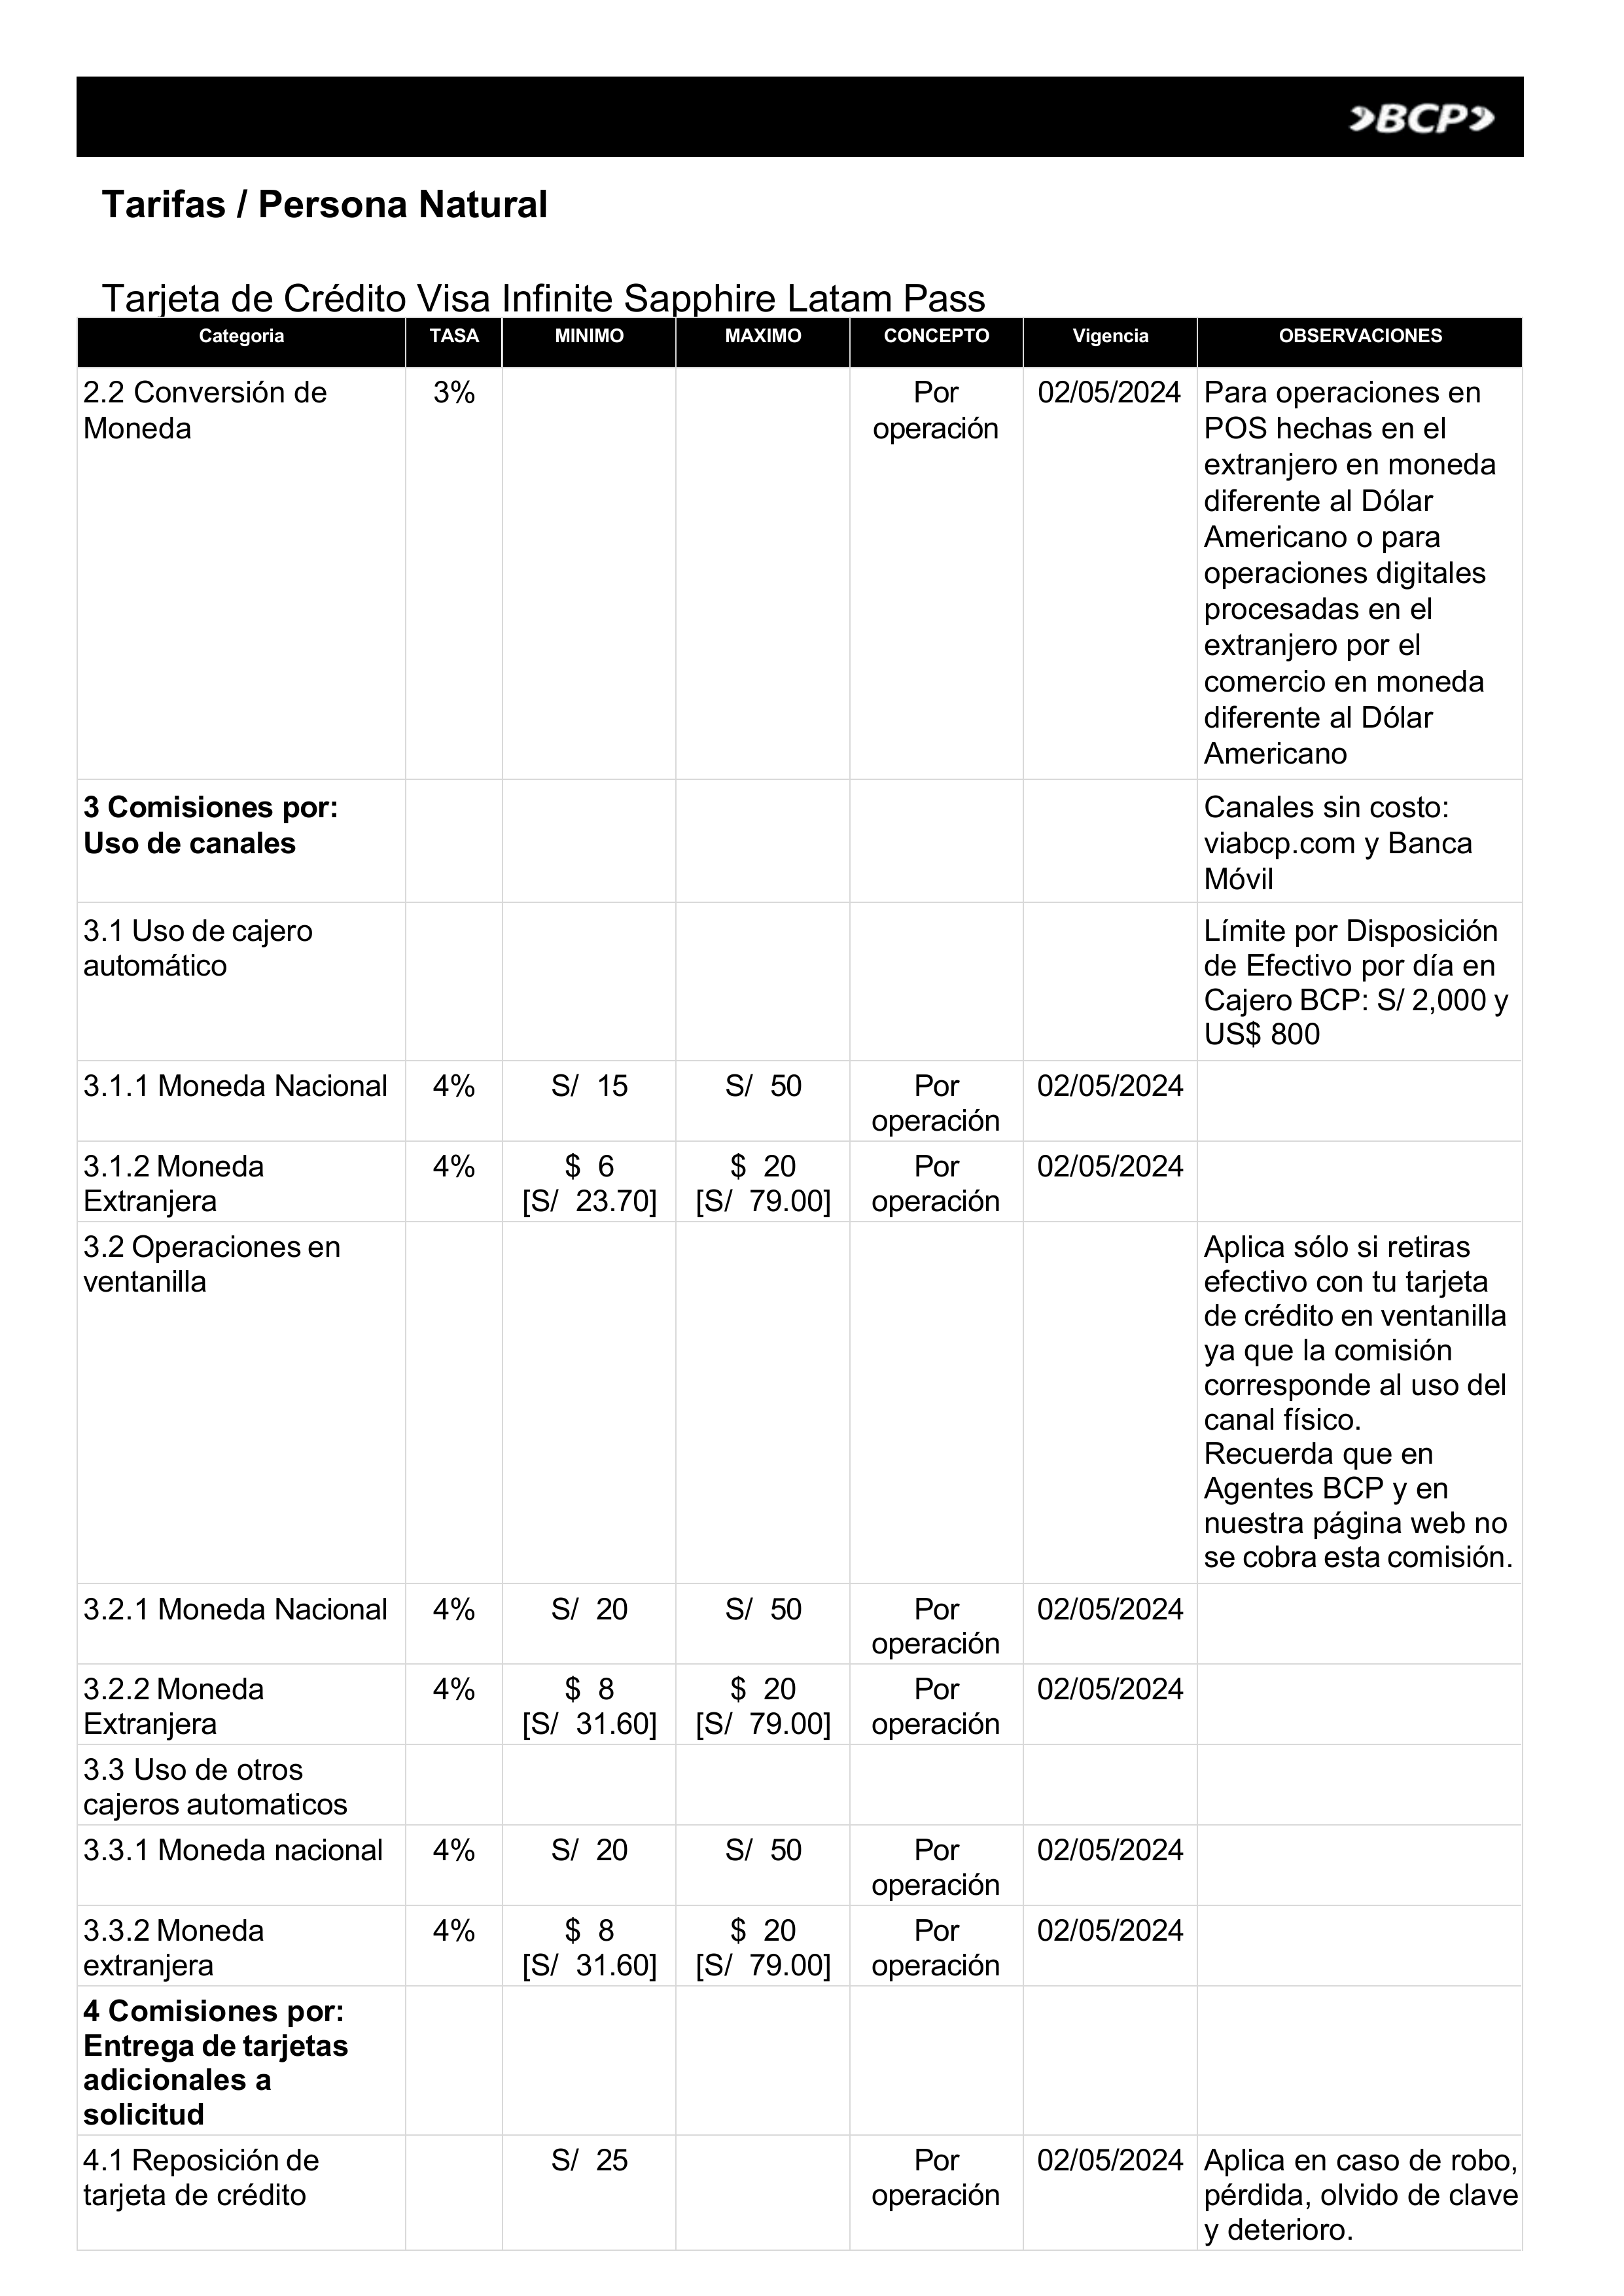 BCP
Tarifas / Persona Natural
Tarjeta de Crédito Visa Infinite Sapphire Latam Pass
Categoria TASA MINIMO MAXIMO CONCEPTO Vigencia OBSERVACIONES
2.2 Conversión de 3% Por 02/05/2024 Para operaciones en
Moneda operación POS hechas en el
extranjero en moneda
diferente al Dólar
Americano o para
operaciones digitales
procesadas en el
extranjero por el
comercio en moneda
diferente al Dólar
Americano
3 Comisiones por: Canales sin costo:
Uso de canales viabcp.com y Banca
Móvil
3.1 Uso de cajero Límite por Disposición
automático de Efectivo por día en
Cajero BCP: S/ 2,000 y
US$ 800
3.1.1 Moneda Nacional 4% S/ 15 S/ 50 Por 02/05/2024
operación
3.1.2 Moneda 4% $ 6 $ 20 Por 02/05/2024
Extranjera [S/ 23.70] [S/ 79.00] operación
3.2 Operaciones en Aplica sólo si retiras
ventanilla efectivo con tu tarjeta
de crédito en ventanilla
ya que la comisión
corresponde al uso del
canal físico.
Recuerda que en
Agentes BCP y en
nuestra página web no
se cobra esta comisión.
3.2.1 Moneda Nacional 4% S/ 20 S/ 50 Por 02/05/2024
operación
3.2.2 Moneda 4% $ 8 $ 20 Por 02/05/2024
Extranjera [S/ 31.60] [S/ 79.00] operación
3.3 Uso de otros
cajeros automaticos
3.3.1 Moneda nacional 4% S/ 20 S/ 50 Por 02/05/2024
operación
3.3.2 Moneda 4% $ 8 $ 20 Por 02/05/2024
extranjera [S/ 31.60] [S/ 79.00] operación
4 Comisiones por:
Entrega de tarjetas
adicionales a
solicitud
4.1 Reposición de S/ 25 Por 02/05/2024 Aplica en caso de robo,
tarjeta de crédito operación pérdida, olvido de clave
y deterioro.